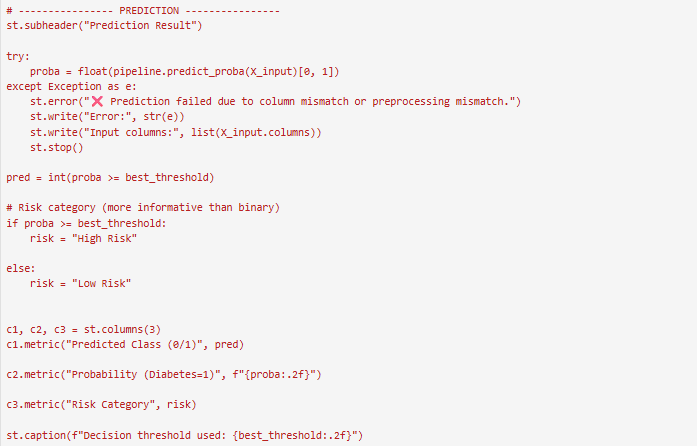 # ---------------- PREDICTION ----------------
st.subheader("Prediction Result")
try:
    proba = float(pipeline.predict_proba(X_input)[0, 1])
except Exception as e:
    st.error("❌ Prediction failed due to column mismatch or preprocessing mismatch.")
    st.write("Error:", str(e))
    st.write("Input columns:", list(X_input.columns))
    st.stop()
pred = int(proba >= best_threshold)
# Risk category (more informative than binary)
if proba >= best_threshold:
    risk = "High Risk"
else:
    risk = "Low Risk"
c1, c2, c3 = st.columns(3)
c1.metric("Predicted Class (0/1)", pred)
c2.metric("Probability (Diabetes=1)", f"{proba:.2f}")
c3.metric("Risk Category", risk)
st.caption(f"Decision threshold used: {best_threshold:.2f}")